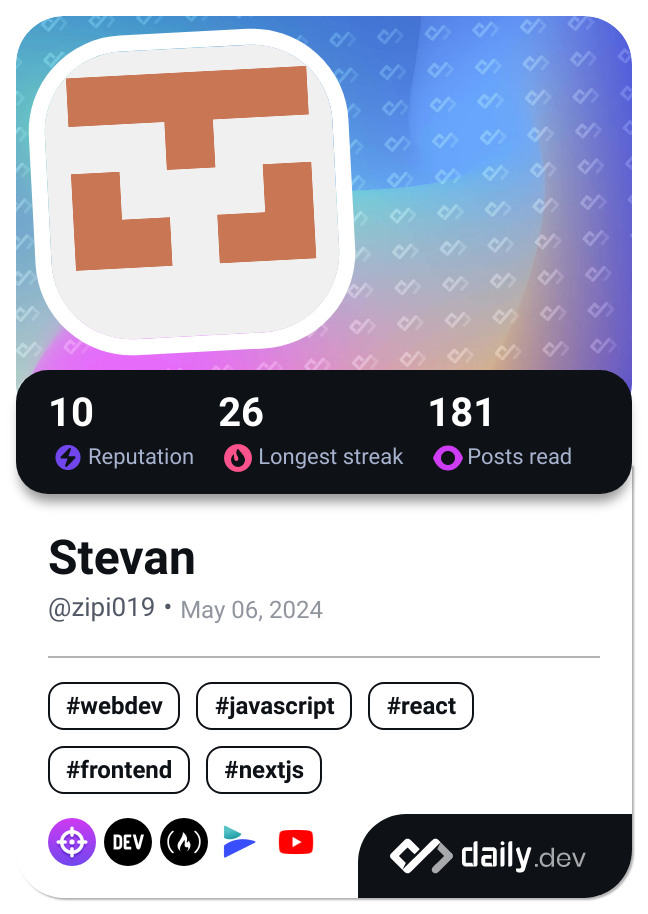 10 26 181
Reputation Longest streak Posts read
Stevan
@zipi019 • May 06, 2024
#webdev #javascript #react
#frontend #nextjs
DEV
daily.dev